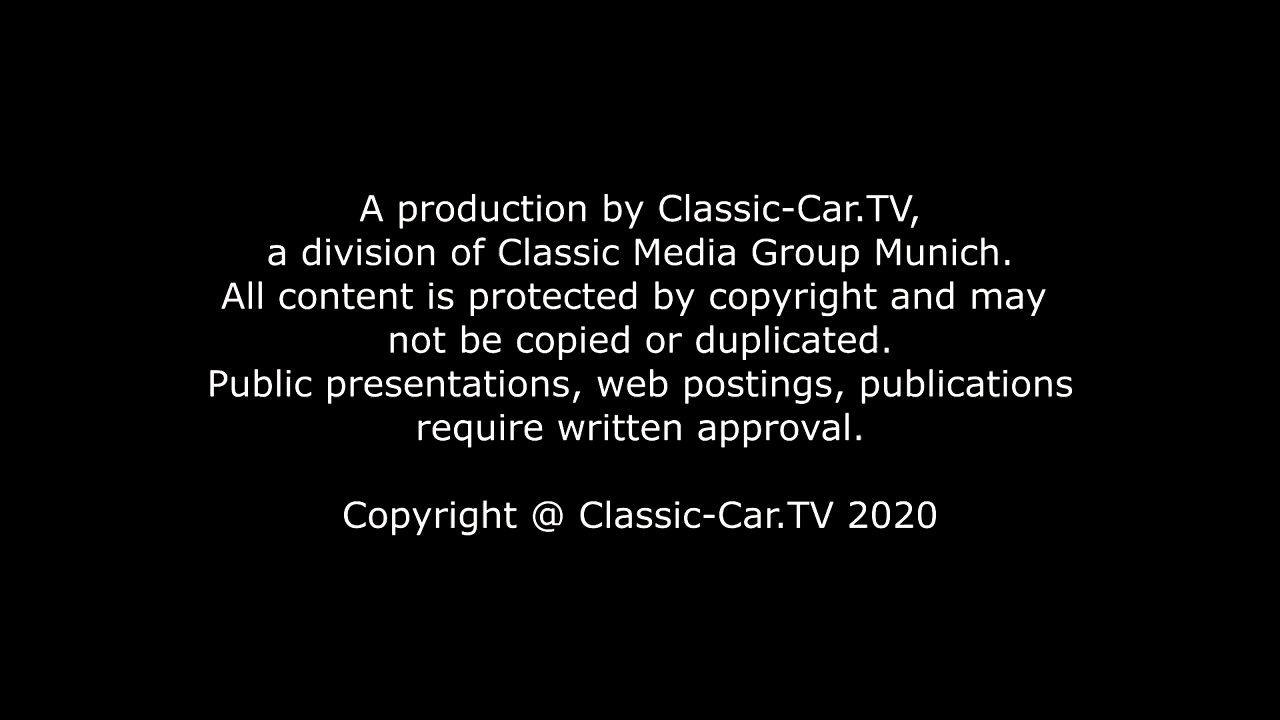 A production by Classic-Car.TV,
a division of Classic Media Group Munich.
All content is protected by copyright and may
not be copied or duplicated.
Public presentations, web postings, publications
require written approval.
Copyright @ Classic-Car.TV 2020